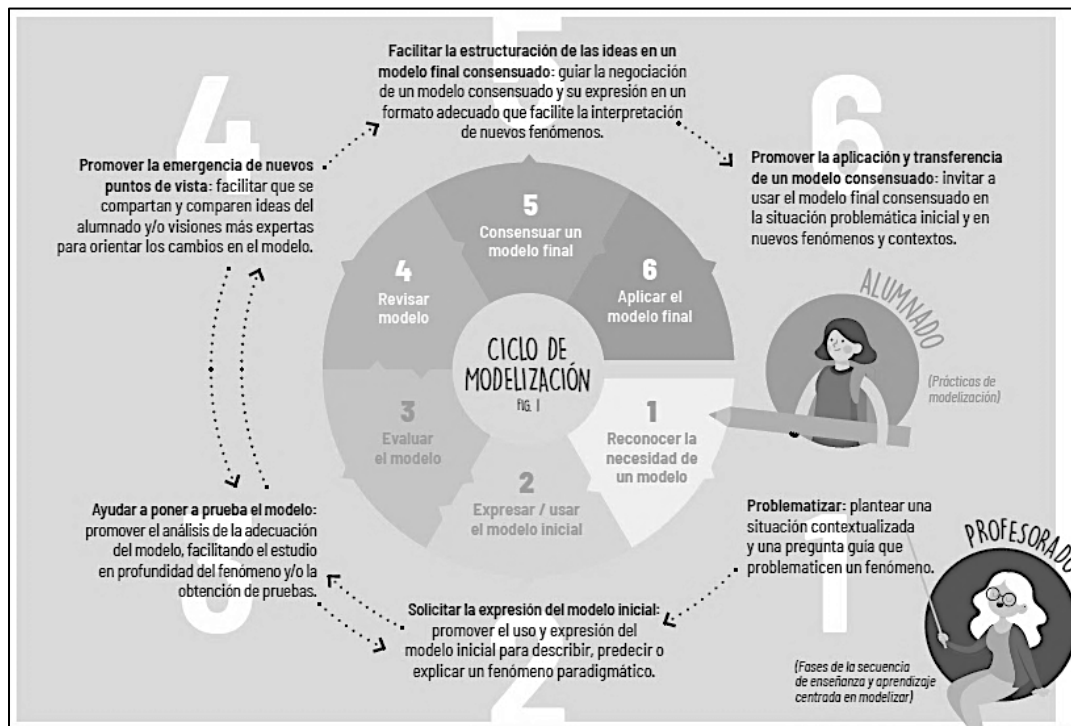 5
Facilitar la estructuración de las ideas en un
modelo final consensuado: guiar la negociación
de un modelo consensuado y su expresión en un
formato adecuado que facilite la interpretación
de nuevos fenómenos.
4
Promover la emergencia de nuevos
puntos de vista: facilitar que se
compartan y comparen ideas del
alumnado y/o visiones más expertas
para orientar los cambios en el modelo.
6
Promover la aplicación y transferencia
de un modelo consensuado: invitar a
usar el modelo final consensuado en
la situación problemática inicial y en
nuevos fenómenos y contextos.
5
Consensuar un
modelo final
4
Revisar
modelo
6
Aplicar el
modelo final
CICLO DE
MODELIZACIÓN
FIG. 1
3
Evaluar
el modelo
1
Reconocer la
necesidad de
un modelo
2
Expresar / usar
el modelo inicial
ALUMNADO
(Prácticas de
modelización)
3
Ayudar a poner a prueba el modelo:
promover el análisis de la adecuación
del modelo, facilitando el estudio
en profundidad del fenómeno y/o la
obtención de pruebas.
2
Solicitar la expresión del modelo inicial:
promover el uso y expresión del
modelo inicial para describir, predecir o
explicar un fenómeno paradigmático.
1
Problematizar: plantear una
situación contextualizada
y una pregunta guía que
problematicen un fenómeno.
PROFESORADO
(Fases de la secuencia
de enseñanza y aprendizaje
centrada en modelizar)